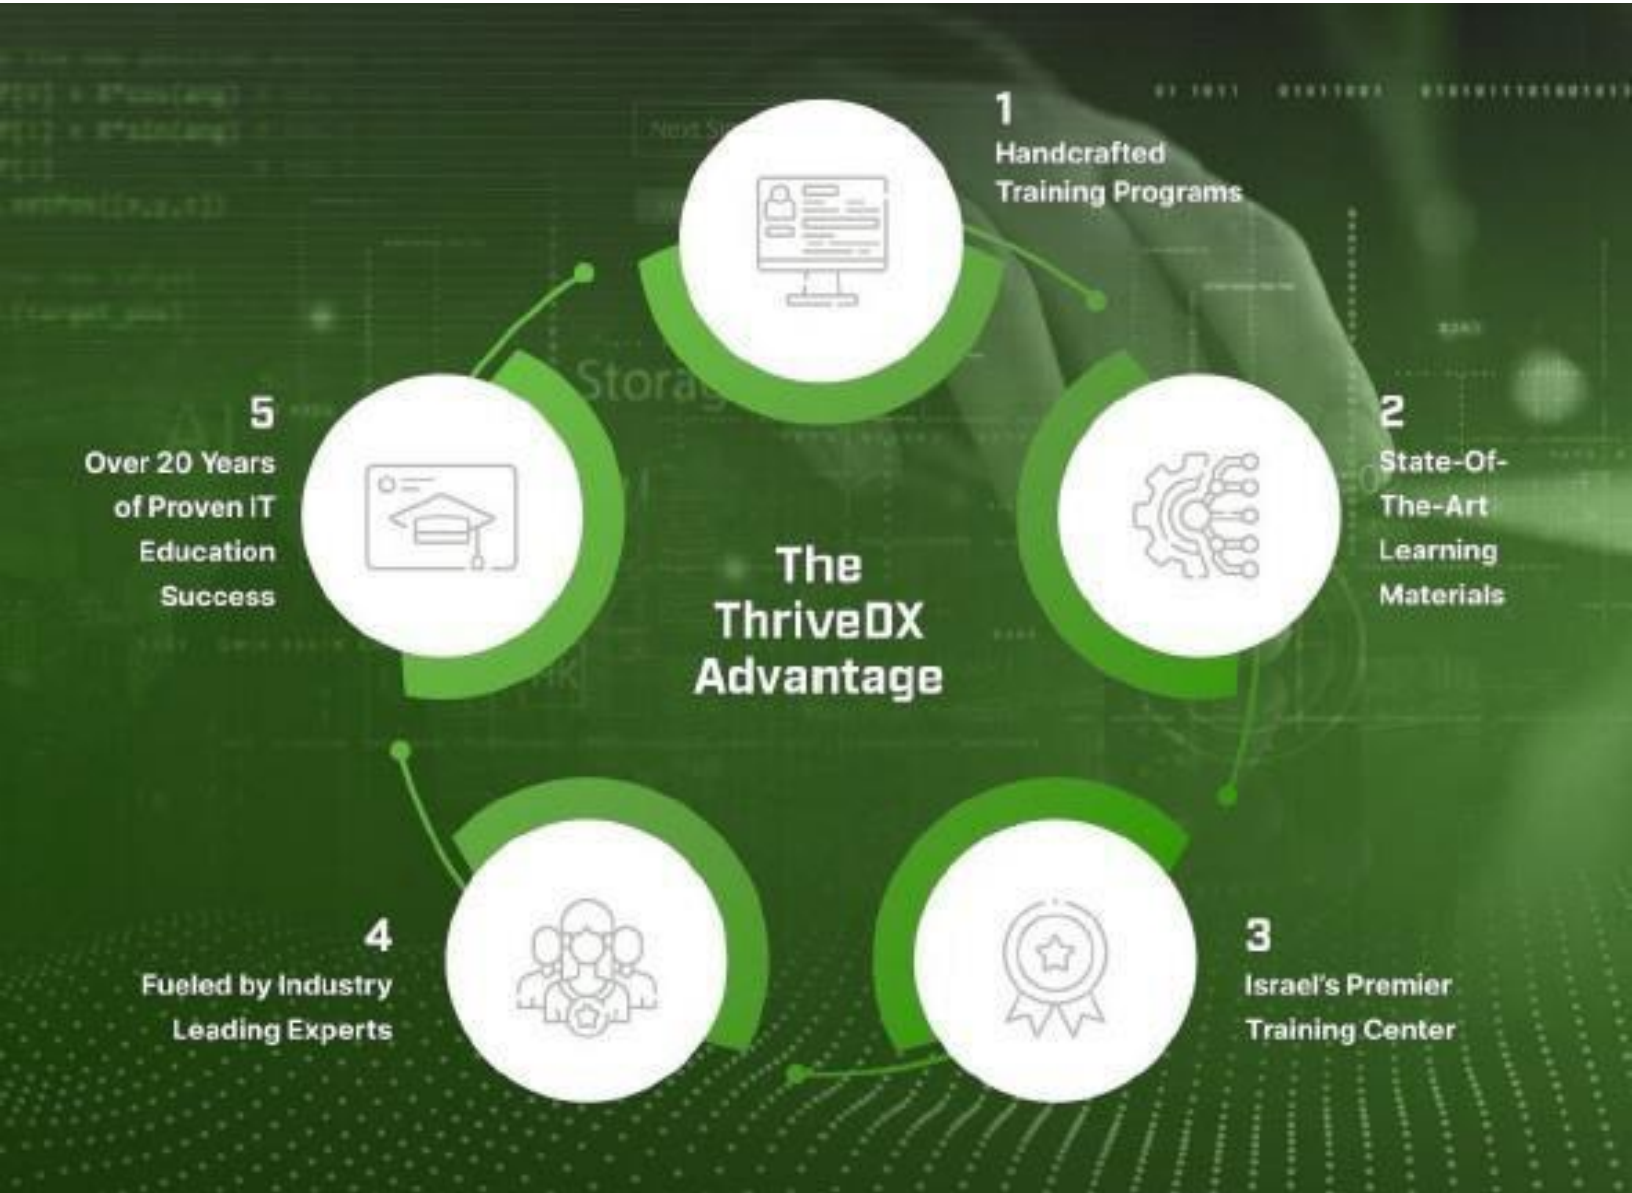 The
ThriveDX
Advantage
1
Handcrafted
Training Programs
2
State-Of-
The-Art
Learning
Materials
3
Israel's Premier
Training Center
4
Fueled by Industry
Leading Experts
5
Over 20 Years
of Proven IT
Education
Success
Storag